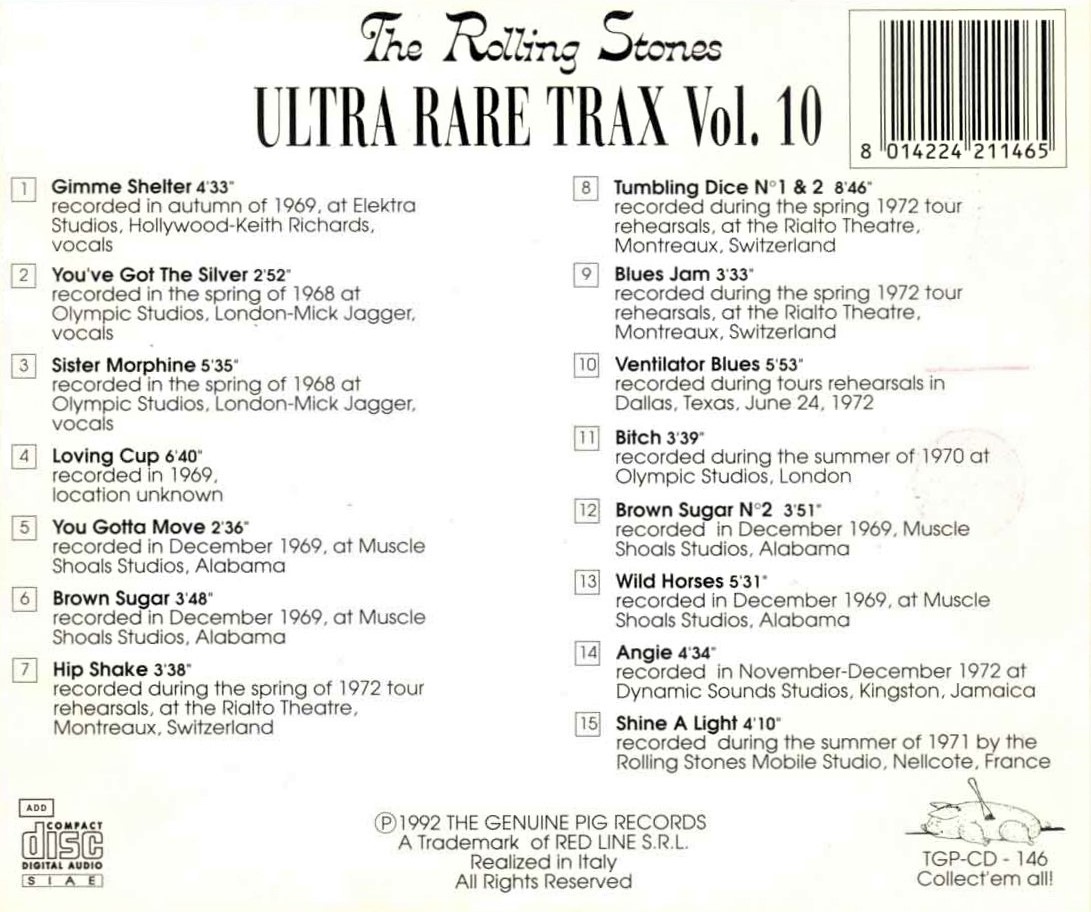 The Rolling Stones
ULTRA RARE TRAX Vol. 10
8 014224 211465
1 Gimme Shelter 4'33"
recorded in autumn of 1969, at Elektra
Studios, Hollywood-Keith Richards,
vocals
2 You've Got The Silver 2'52"
recorded in the spring of 1968 at
Olympic Studios, London-Mick Jagger,
vocals
3 Sister Morphine 5'35"
recorded in the spring of 1968 at
Olympic Studios, London-Mick Jagger,
vocals
4 Loving Cup 6'40"
recorded in 1969,
location unknown
5 You Gotta Move 2'36"
recorded in December 1969, at Muscle
Shoals Studios, Alabama
6 Brown Sugar 3'48"
recorded in December 1969, at Muscle
Shoals Studios, Alabama
7 Hip Shake 3'38"
recorded during the spring of 1972 tour
rehearsals, at the Rialto Theatre,
Montreaux, Switzerland
8 Tumbling Dice N°1 & 2 8'46"
recorded during the spring 1972 tour
rehearsals, at the Rialto Theatre,
Montreaux, Switzerland
9 Blues Jam 3'33"
recorded during the spring 1972 tour
rehearsals, at the Rialto Theatre,
Montreaux, Switzerland
10 Ventilator Blues 5'53"
recorded during tours rehearsals in
Dallas, Texas, June 24, 1972
11 Bitch 3'39"
recorded during the summer of 1970 at
Olympic Studios, London
12 Brown Sugar N°2 3'51"
recorded in December 1969, Muscle
Shoals Studios, Alabama
13 Wild Horses 5'31"
recorded in December 1969, at Muscle
Shoals Studios, Alabama
14 Angie 4'34"
recorded in November-December 1972 at
Dynamic Sounds Studios, Kingston, Jamaica
15 Shine A Light 4'10"
recorded during the summer of 1971 by the
Rolling Stones Mobile Studio, Nellcote, France
ADD
COMPACT
disc
DIGITAL AUDIO
SIAE
℗1992 THE GENUINE PIG RECORDS
A Trademark of RED LINE S.R.L.
Realized in Italy
All Rights Reserved
TGP-CD - 146
Collect'em all!